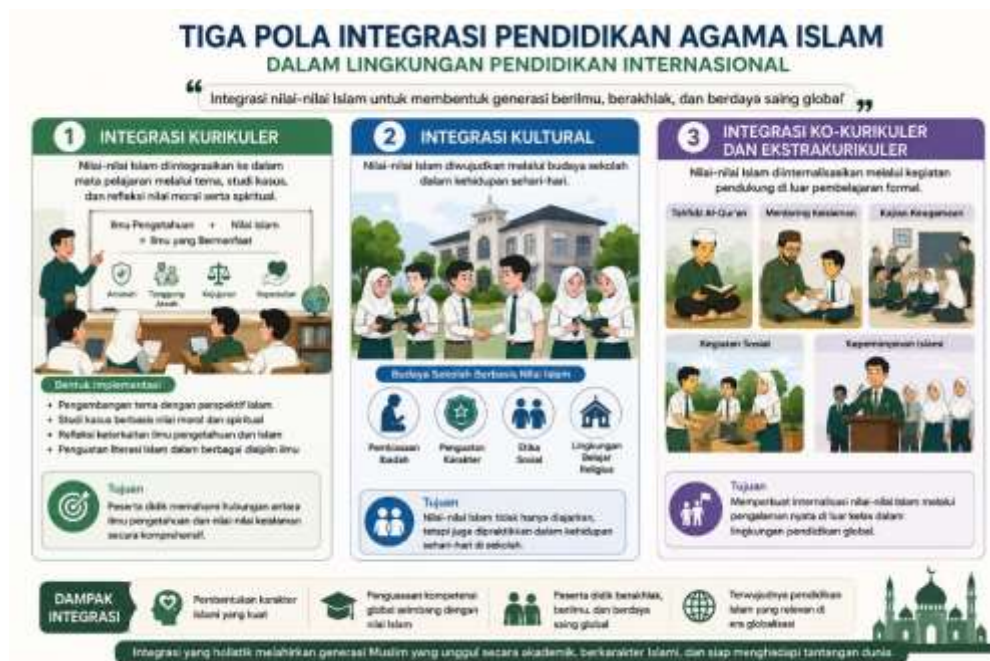 TIGA POLA INTEGRASI PENDIDIKAN AGAMA ISLAM
DALAM LINGKUNGAN PENDIDIKAN INTERNASIONAL
“ Integrasi nilai-nilai Islam untuk membentuk generasi berilmu, berakhlak, dan berdaya saing global ”
1 INTEGRASI KURIKULER
Nilai-nilai Islam diintegrasikan ke dalam
mata pelajaran melalui tema, studi kasus,
dan refleksi nilai moral serta spiritual.
Ilmu Pengetahuan + Nilai Islam
= Ilmu yang Bermanfaat
Amanah
Tanggung
Jawab
Kejujuran
Kepedulian
Bentuk Implementasi
• Pengembangan tema dengan perspektif Islam
• Studi kasus berbasis nilai moral dan spiritual
• Refleksi keterkaitan ilmu pengetahuan dan Islam
• Penguatan literasi Islam dalam berbagai disiplin ilmu
Tujuan
Peserta didik memahami hubungan antara
ilmu pengetahuan dan nilai-nilai keislaman
secara komprehensif.
2 INTEGRASI KULTURAL
Nilai-nilai Islam diwujudkan melalui budaya sekolah
dalam kehidupan sehari-hari.
Budaya Sekolah Berbasis Nilai Islam
Pembiasaan
Ibadah
Penguatan
Karakter
Etika
Sosial
Lingkungan
Belajar
Religius
Tujuan
Nilai-nilai Islam tidak hanya diajarkan,
tetapi juga dipraktikkan dalam kehidupan
sehari-hari di sekolah.
3 INTEGRASI KO-KURIKULER
DAN EKSTRAKURIKULER
Nilai-nilai Islam diinternalisasikan melalui kegiatan
pendukung di luar pembelajaran formal.
Tahfidz Al-Qur'an
Mentoring Keislaman
Kajian Keagamaan
Kegiatan Sosial
Kepemimpinan Islami
Tujuan
Memperkuat internalisasi nilai-nilai Islam melalui
pengalaman nyata di luar kelas dalam
lingkungan pendidikan global.
DAMPAK
INTEGRASI
Pembentukan karakter
Islami yang kuat
Penguasaan kompetensi
global seimbang dengan
nilai Islam
Peserta didik berakhlak,
berilmu, dan berdaya
saing global
Terwujudnya pendidikan
Islam yang relevan di
era globalisasi
Integrasi yang holistik melahirkan generasi Muslim yang unggul secara akademik, berkarakter Islami, dan siap menghadapi tantangan dunia.